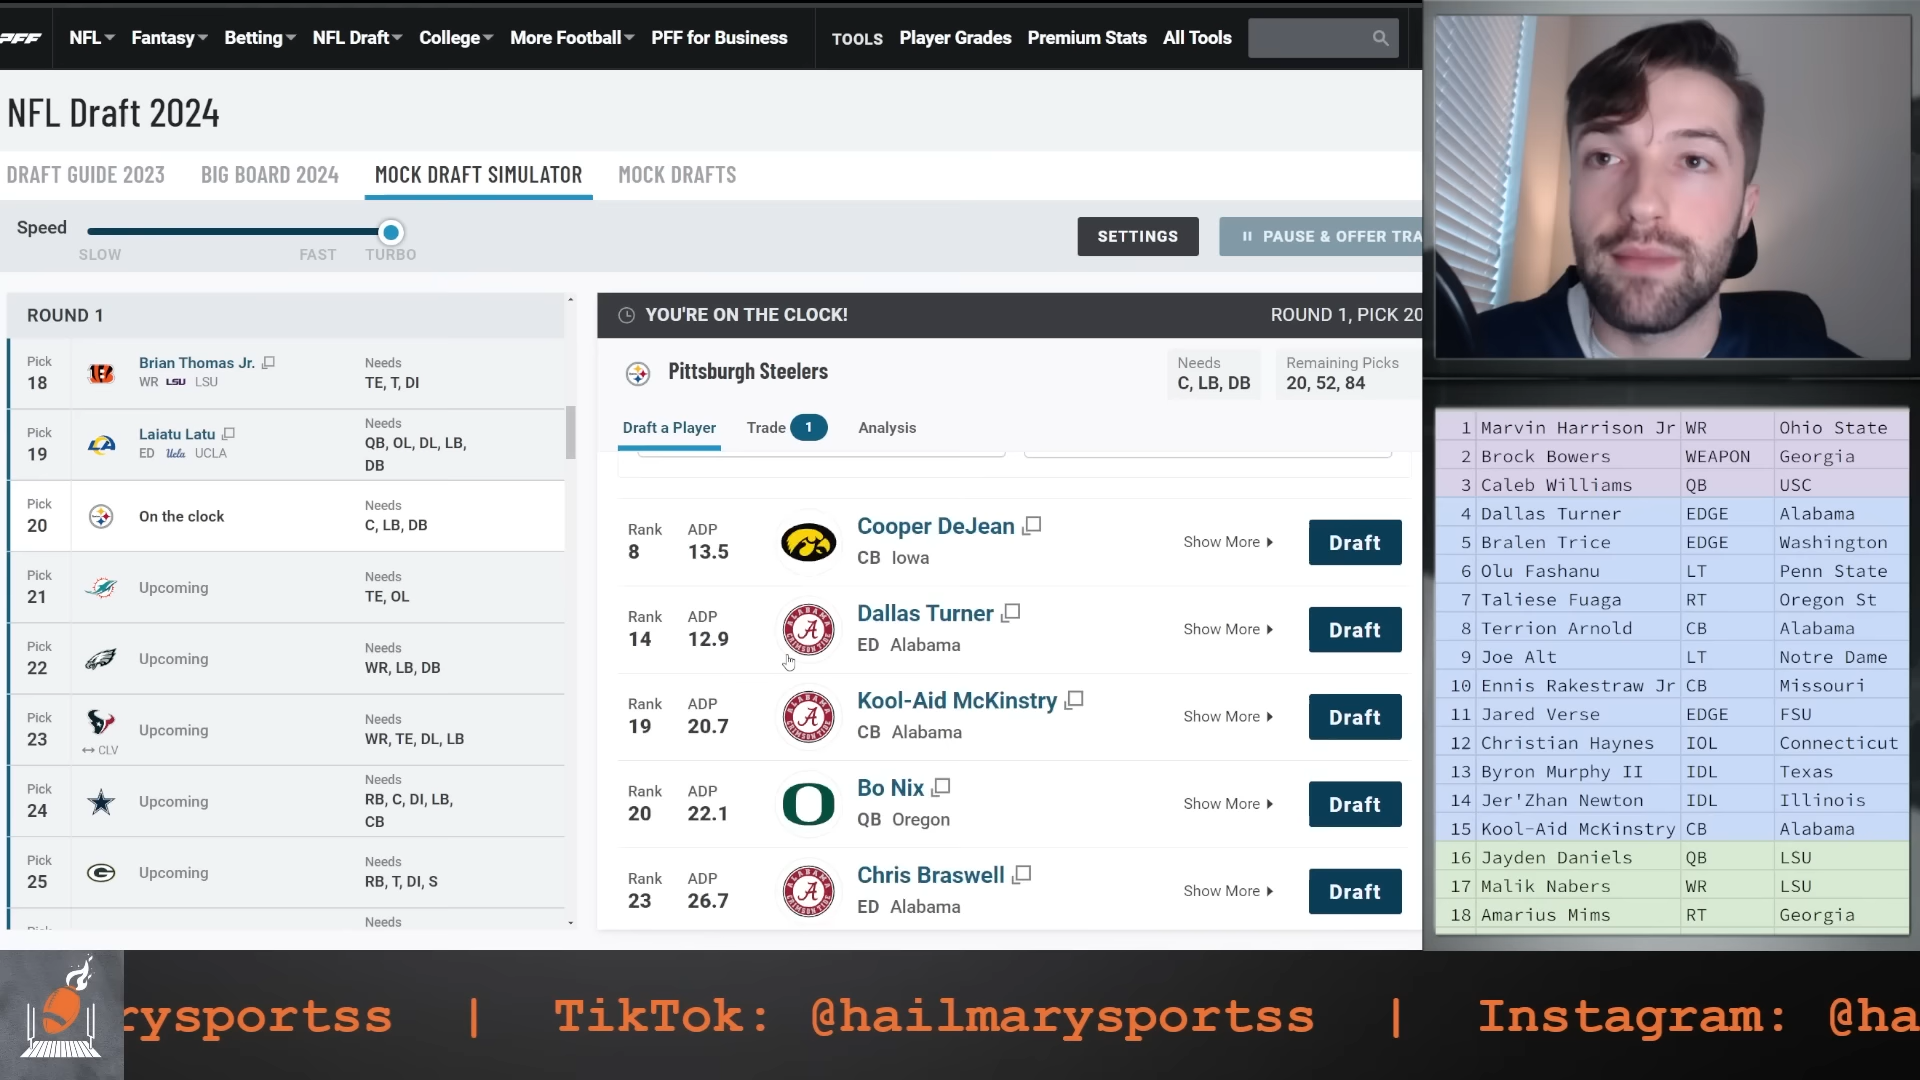 PFF
NFL
Fantasy
Betting
NFL Draft
College
More Football
PFF for Business
TOOLS
Player Grades
Premium Stats
All Tools
NFL Draft 2024
DRAFT GUIDE 2023
BIG BOARD 2024
MOCK DRAFT SIMULATOR
MOCK DRAFTS
Speed
SLOW
FAST
TURBO
SETTINGS
PAUSE & OFFER TRA
ROUND 1
Pick 18
Brian Thomas Jr.
WR LSU LSU
Needs
TE, T, DI
Pick 19
Laiatu Latu
ED Ucla UCLA
Needs
QB, OL, DL, LB,
DB
Pick 20
On the clock
Needs
C, LB, DB
Pick 21
Upcoming
Needs
TE, OL
Pick 22
Upcoming
Needs
WR, LB, DB
Pick 23
CLV
Upcoming
Needs
WR, TE, DL, LB
Pick 24
Upcoming
Needs
RB, C, DI, LB,
CB
Pick 25
Upcoming
Needs
RB, T, DI, S
Needs
YOU'RE ON THE CLOCK!
ROUND 1, PICK 20
Pittsburgh Steelers
Needs
C, LB, DB
Remaining Picks
20, 52, 84
Draft a Player
Trade 1
Analysis
Rank 8
ADP 13.5
Cooper DeJean
CB Iowa
Show More
Draft
Rank 14
ADP 12.9
Dallas Turner
ED Alabama
Show More
Draft
Rank 19
ADP 20.7
Kool-Aid McKinstry
CB Alabama
Show More
Draft
Rank 20
ADP 22.1
Bo Nix
QB Oregon
Show More
Draft
Rank 23
ADP 26.7
Chris Braswell
ED Alabama
Show More
Draft
1 Marvin Harrison Jr WR Ohio State
2 Brock Bowers WEAPON Georgia
3 Caleb Williams QB USC
4 Dallas Turner EDGE Alabama
5 Bralen Trice EDGE Washington
6 Olu Fashanu LT Penn State
7 Taliese Fuaga RT Oregon St
8 Terrion Arnold CB Alabama
9 Joe Alt LT Notre Dame
10 Ennis Rakestraw Jr CB Missouri
11 Jared Verse EDGE FSU
12 Christian Haynes IOL Connecticut
13 Byron Murphy II IDL Texas
14 Jer'Zhan Newton IDL Illinois
15 Kool-Aid McKinstry CB Alabama
16 Jayden Daniels QB LSU
17 Malik Nabers WR LSU
18 Amarius Mims RT Georgia
rysportss | TikTok: @hailmarysportss | Instagram: @ha